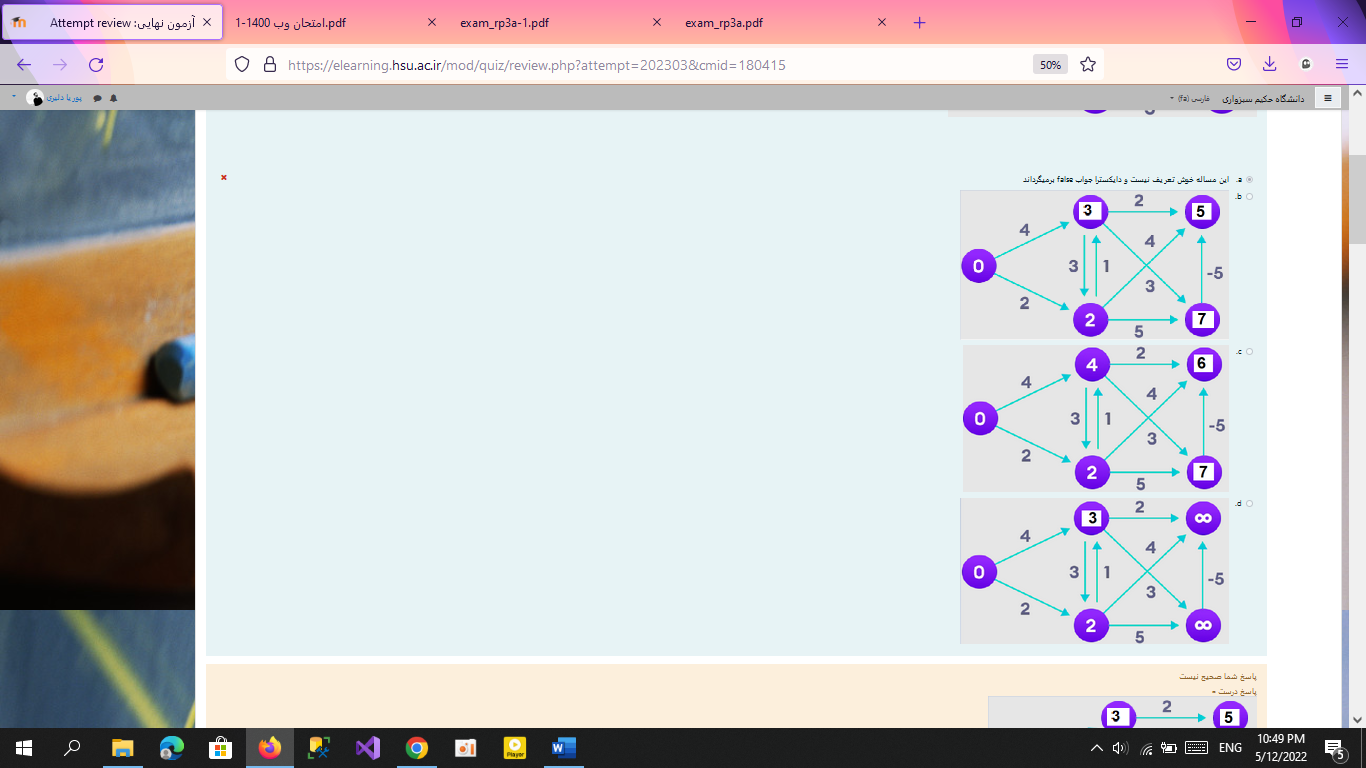 Attempt review: آزمون نهایی
امتحان وب 1400-1.pdf
exam_rp3a-1.pdf
exam_rp3a.pdf
https://elearning.hsu.ac.ir/mod/quiz/review.php?attempt=202303&cmid=180415
50%
دانشگاه حکیم سبزواری
فارسی (fa)
پوریا دلیری
.a این مساله خوش تعریف نیست و دایکسترا جواب false برمیگرداند
.b
3 2 5
4 4
0 3 1 -5
2 3
2 5 7
.c
4 2 6
4 4
0 3 1 -5
2 3
2 5 7
.d
3 2 ∞
4 4
0 3 1 -5
2 3
2 5 ∞
پاسخ شما صحیح نیست
پاسخ درست =
3 2 5
Player
ENG
10:49 PM
5/12/2022
5